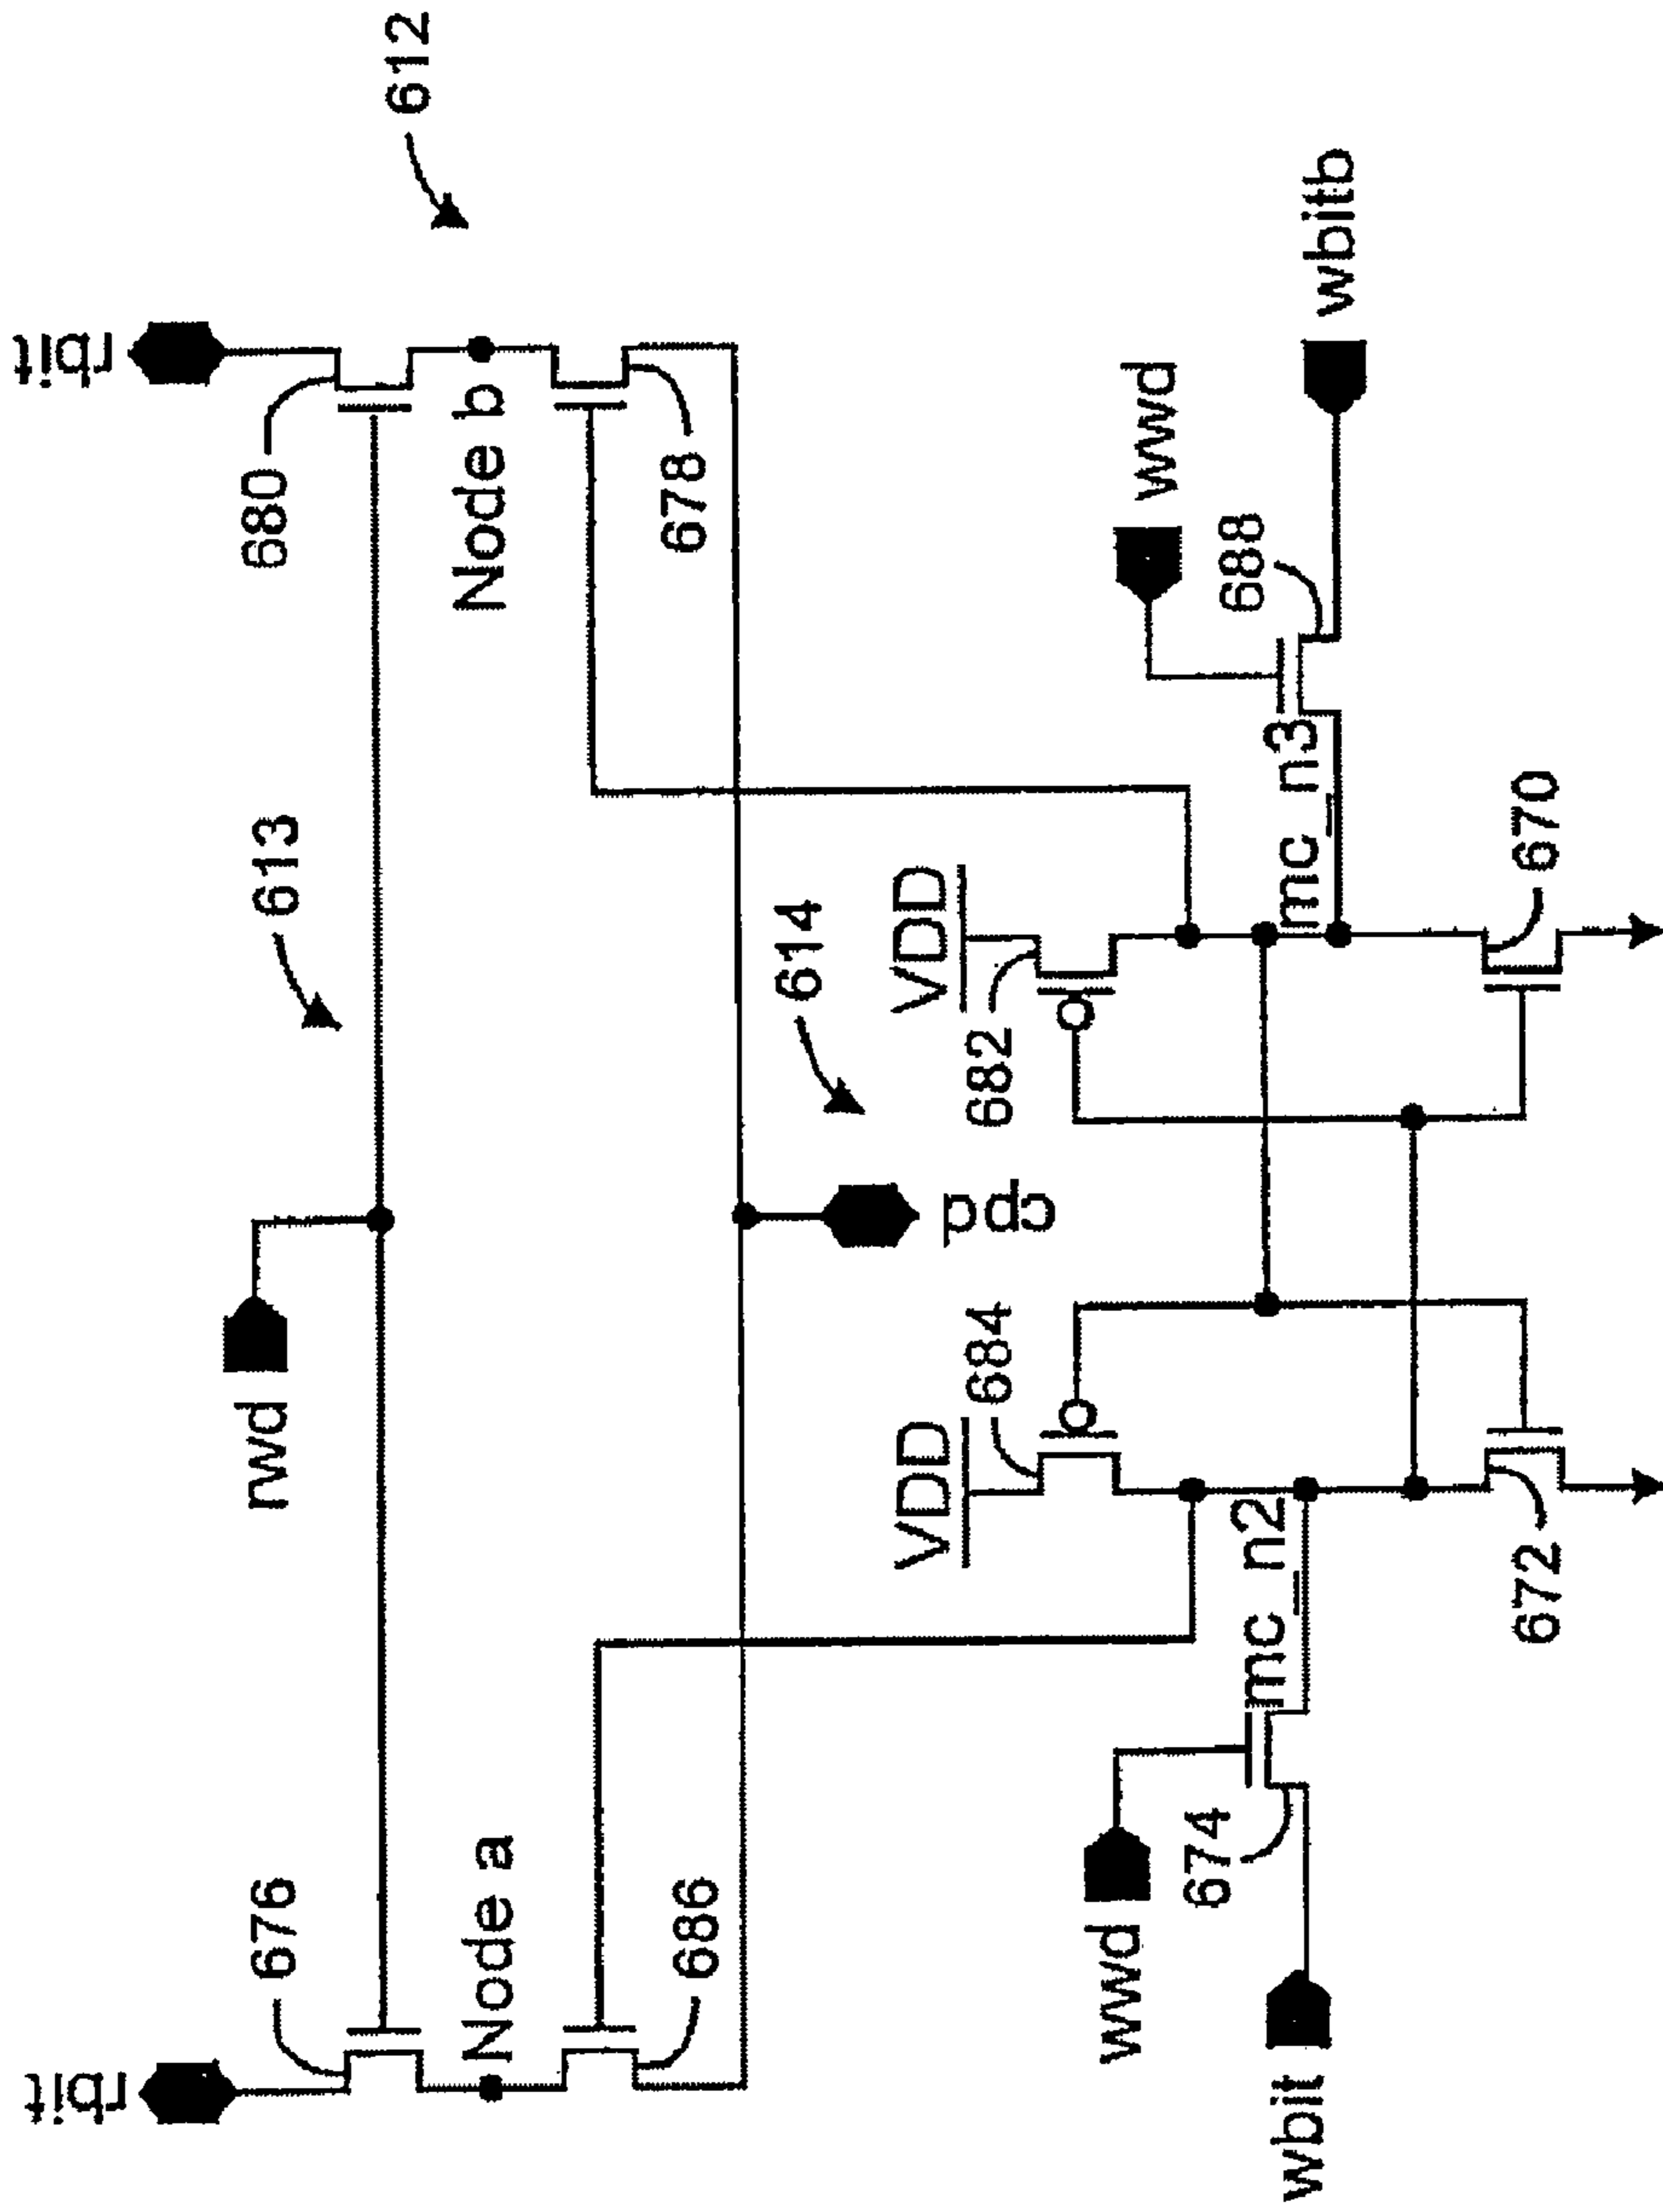 rbit
rbit
612
676
rwd
613
680
Node a
Node b
686
678
cpd
614
VDD
VDD
684
682
wwd
wwd
674
mc_n2
mc_n3
688
wbit
wbitb
672
670